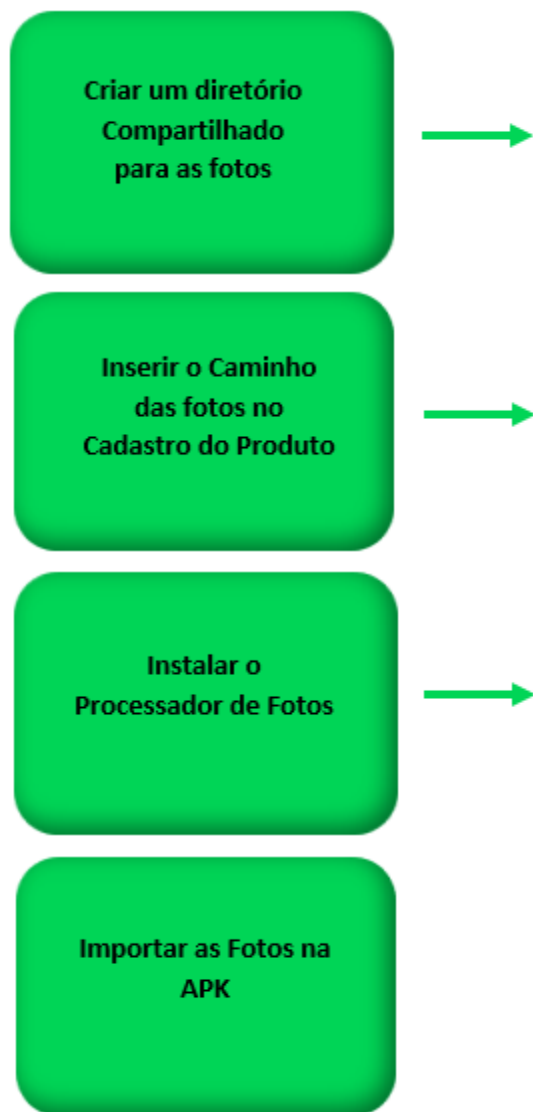 Criar um diretório
Compartilhado
para as fotos
Inserir o Caminho
das fotos no
Cadastro do Produto
Instalar o
Processador de Fotos
Importar as Fotos na
APK